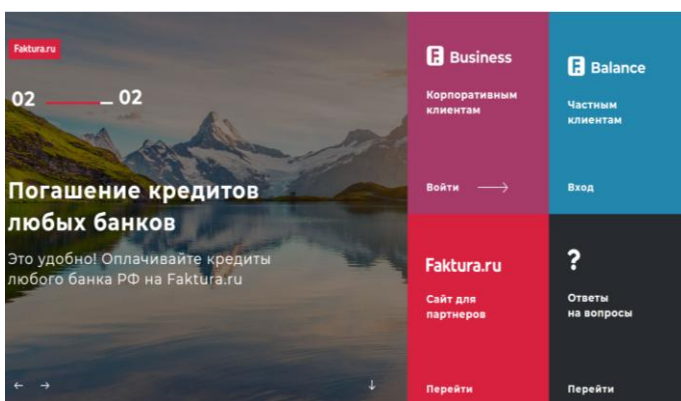 Faktura.ru
02 02
Погашение кредитов
любых банков
Это удобно! Оплачивайте кредиты
любого банка РФ на Faktura.ru
F. Business
Корпоративным
клиентам
Войти
F. Balance
Частным
клиентам
Вход
Faktura.ru
Сайт для
партнеров
Перейти
?
Ответы
на вопросы
Перейти